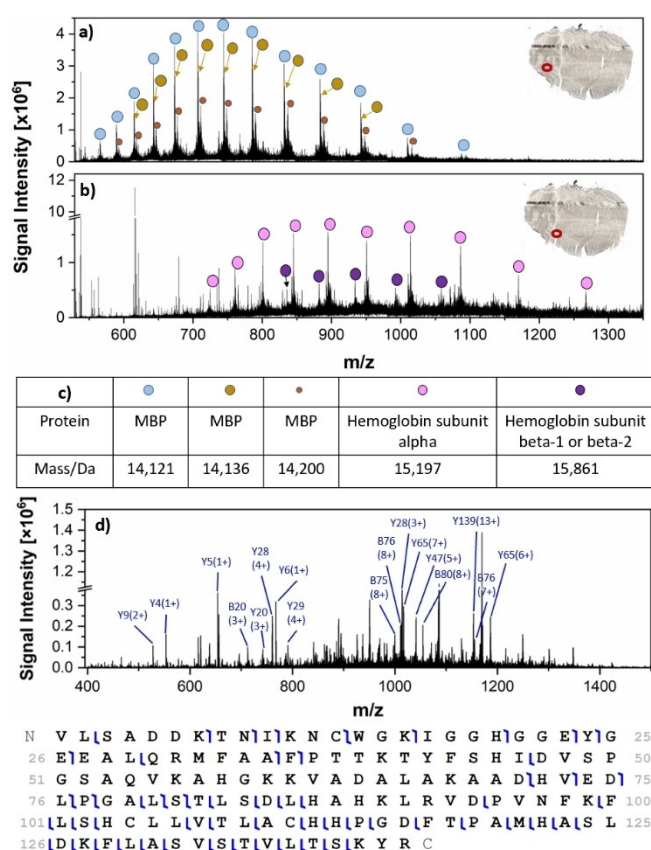 a)
Signal Intensity [x10⁶]
4
3
2
1
0
b)
Signal Intensity [x10⁶]
12
10
1
0
600 700 800 900 1000 1100 1200 1300
m/z
c)
Protein MBP MBP MBP Hemoglobin subunit alpha Hemoglobin subunit beta-1 or beta-2
Mass/Da 14,121 14,136 14,200 15,197 15,861
d)
Signal Intensity [×10⁶]
1.5
1.4
1.3
1.2
1.1
0.3
0.2
0.1
0
Y9(2+)
Y4(1+)
Y5(1+)
B20 (3+)
Y28 (4+)
Y20 (3+)
Y6(1+)
Y29 (4+)
B75 (8+)
B76 (8+)
Y28(3+)
Y65(7+)
Y47(5+)
B80(8+)
Y139(13+)
B76 (7+)
Y65(6+)
400 600 800 1000 1200 1400
m/z
N V L S A D D K T N I K N C W G K I G G H G G E Y G 25
26 E E A L Q R M F A A F P T T K T Y F S H I D V S P 50
51 G S A Q V K A H G K K V A D A L A K A A D H V E D 75
76 L P G A L S T L S D L H A H K L R V D P V N F K F 100
101 L S H C L L V T L A C H H P G D F T P A M H A S L 125
126 D K F L A S V S T V L T S K Y R C